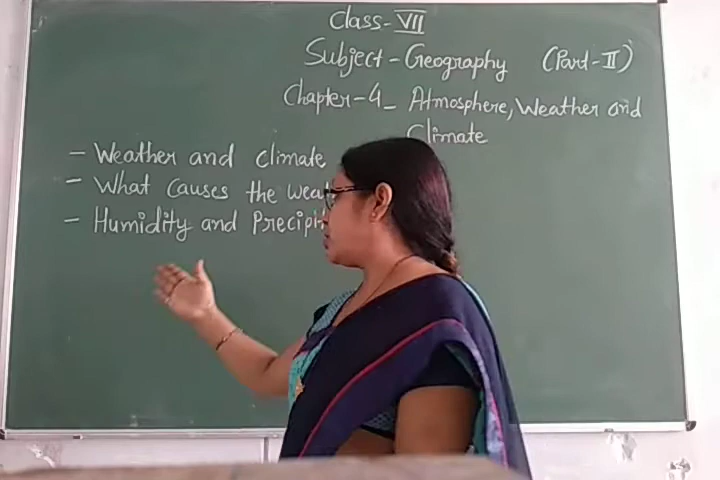 Class-VII
Subject-Geography (Part-II)
Chapter-4- Atmosphere, Weather and
Climate
- Weather and climate
- What causes the
- Humidity and